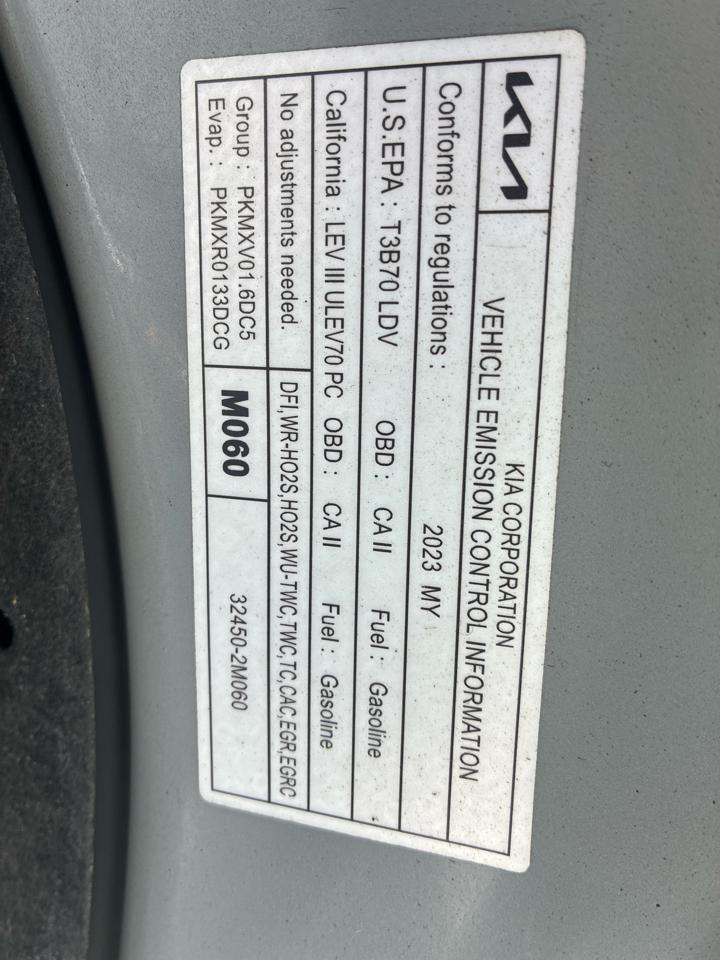 KIA
KIA CORPORATION
VEHICLE EMISSION CONTROL INFORMATION
Conforms to regulations : 2023 MY
U.S.EPA : T3B70 LDV OBD : CA II Fuel : Gasoline
California : LEV III ULEV70 PC OBD : CA II Fuel : Gasoline
No adjustments needed. DFI,WR-HO2S,HO2S,WU-TWC,TWC,TC,CAC,EGR,EGRC
Group : PKMXV01.6DC5
Evap. : PKMXR0133DCG
M060
32450-2M060